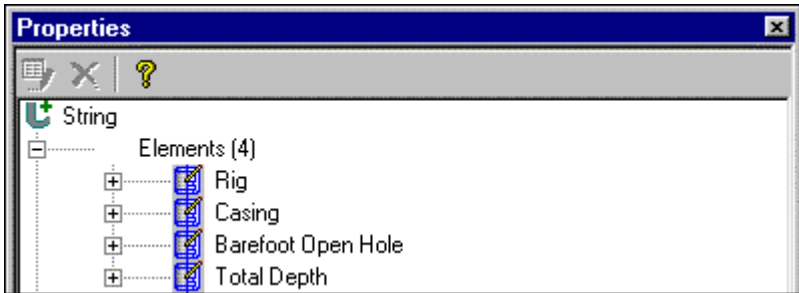 Properties
String
Elements (4)
Rig
Casing
Barefoot Open Hole
Total Depth